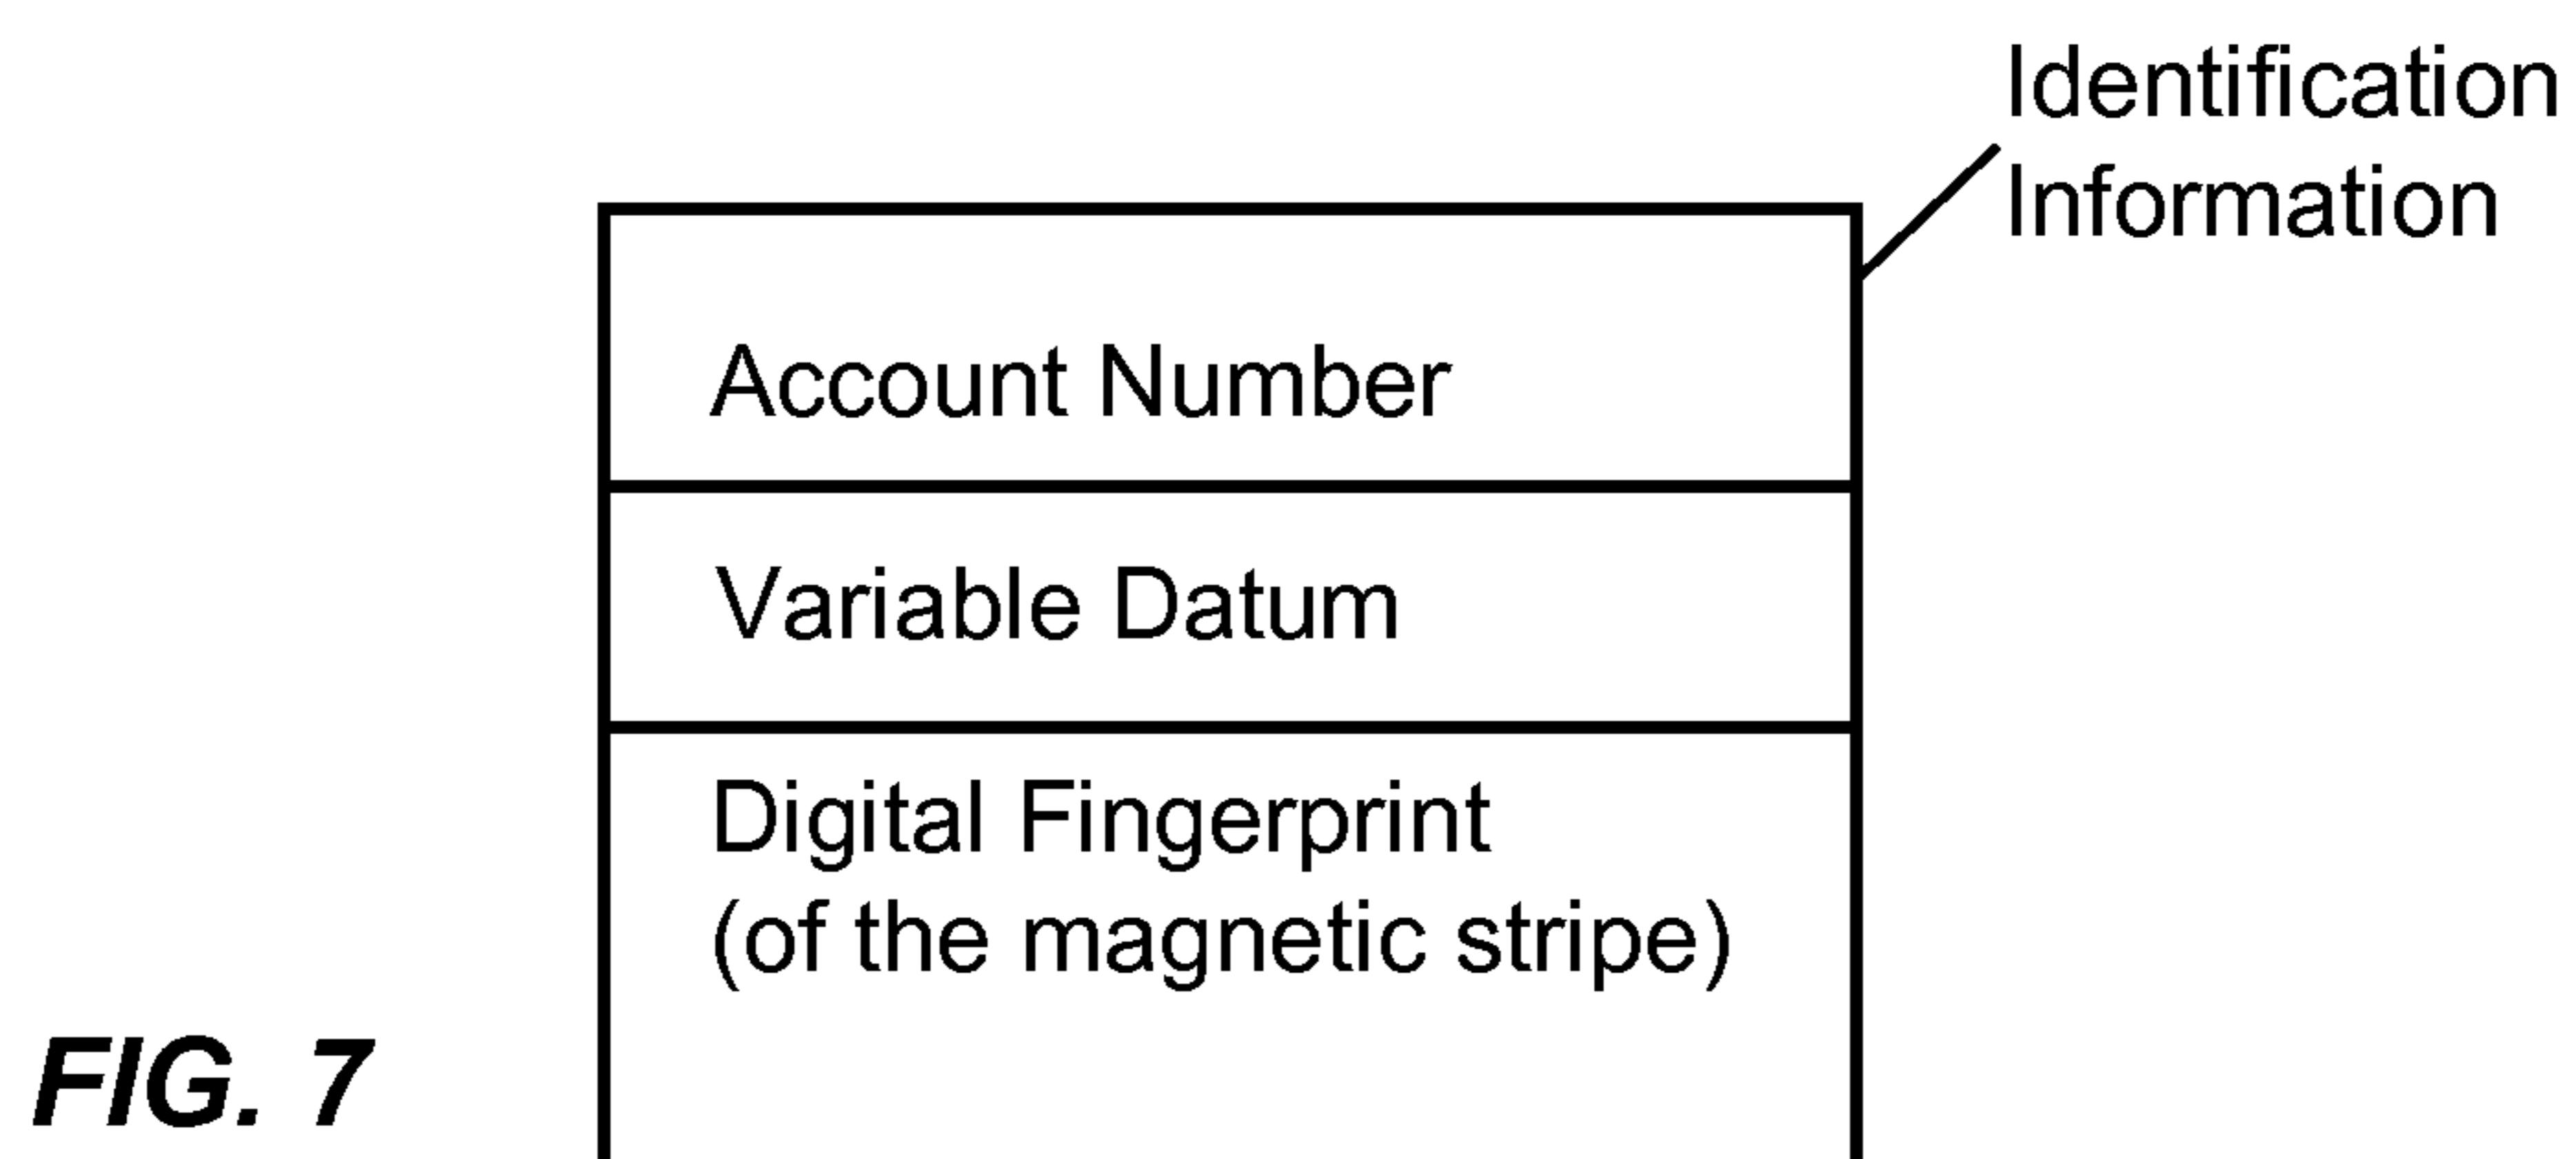 Identification
Information
Account Number
Variable Datum
Digital Fingerprint
(of the magnetic stripe)
FIG. 7